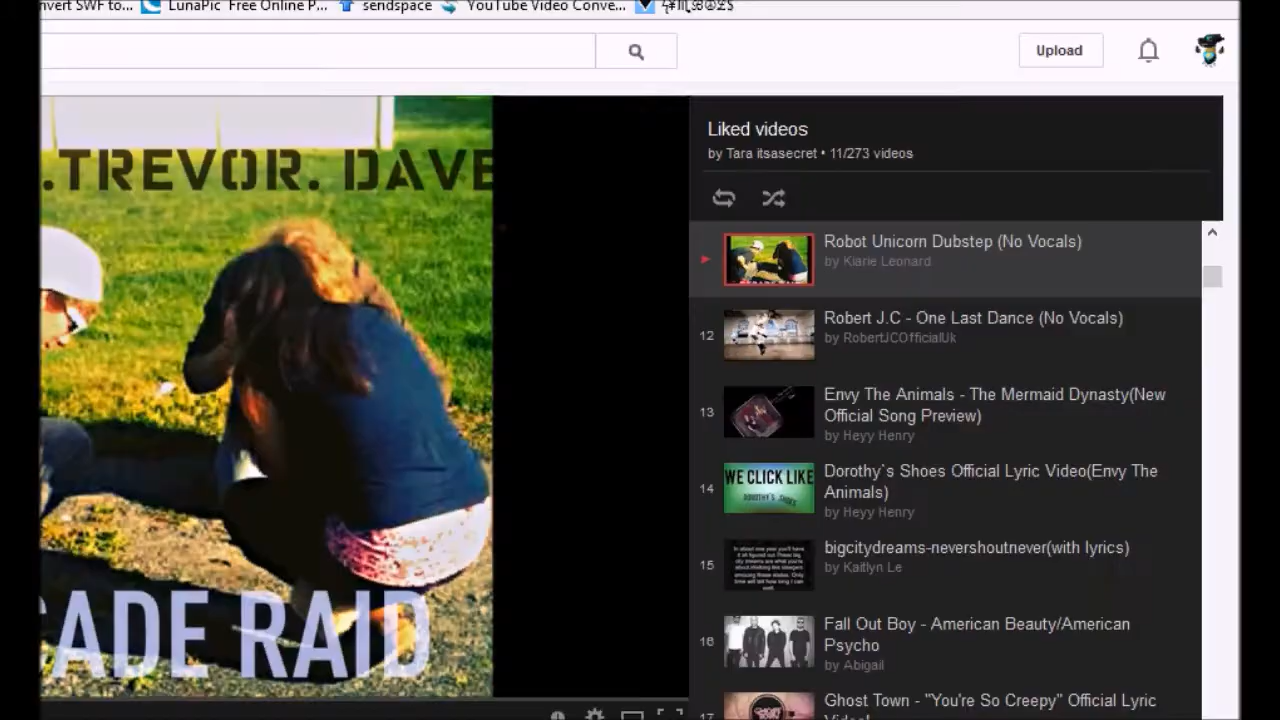 nvert SWF to... LunaPic Free Online P... sendspace YouTube Video Conve...
Upload
.TREVOR. DAVE
ADE RAID
Liked videos
by Tara itsasecret • 11/273 videos
Robot Unicorn Dubstep (No Vocals)
by Kiarie Leonard
12
Robert J.C - One Last Dance (No Vocals)
by RobertJCOfficialUk
13
Envy The Animals - The Mermaid Dynasty(New
Official Song Preview)
by Heyy Henry
14
WE CLICK LIKE
DOROTHY'S SHOES
Dorothy`s Shoes Official Lyric Video(Envy The
Animals)
by Heyy Henry
15
bigcitydreams-nevershoutnever(with lyrics)
by Kaitlyn Le
16
Fall Out Boy - American Beauty/American
Psycho
by Abigail
17
Ghost Town - "You're So Creepy" Official Lyric
Video!